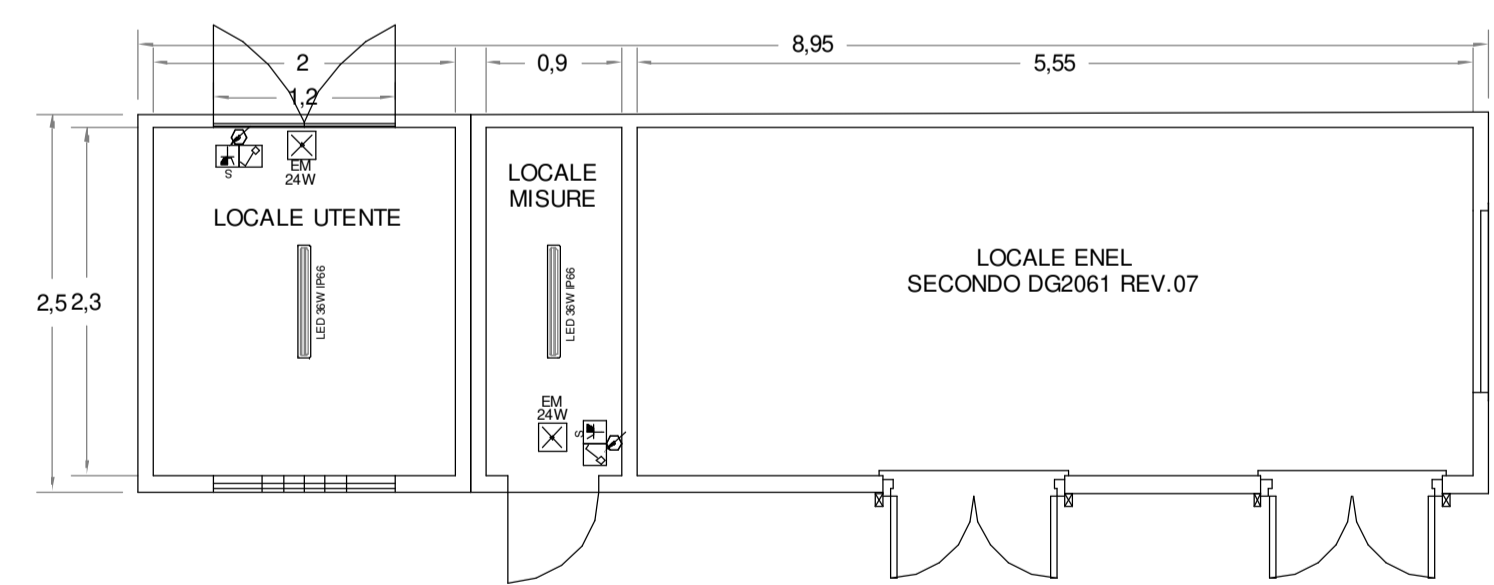 8,95
2
0,9
5,55
1,2
EM
24W
S
LOCALE UTENTE
LOCALE
MISURE
LOCALE ENEL
SECONDO DG2061 REV.07
2,5
2,3
LED 36W IP66
LED 36W IP66
EM
24W
S